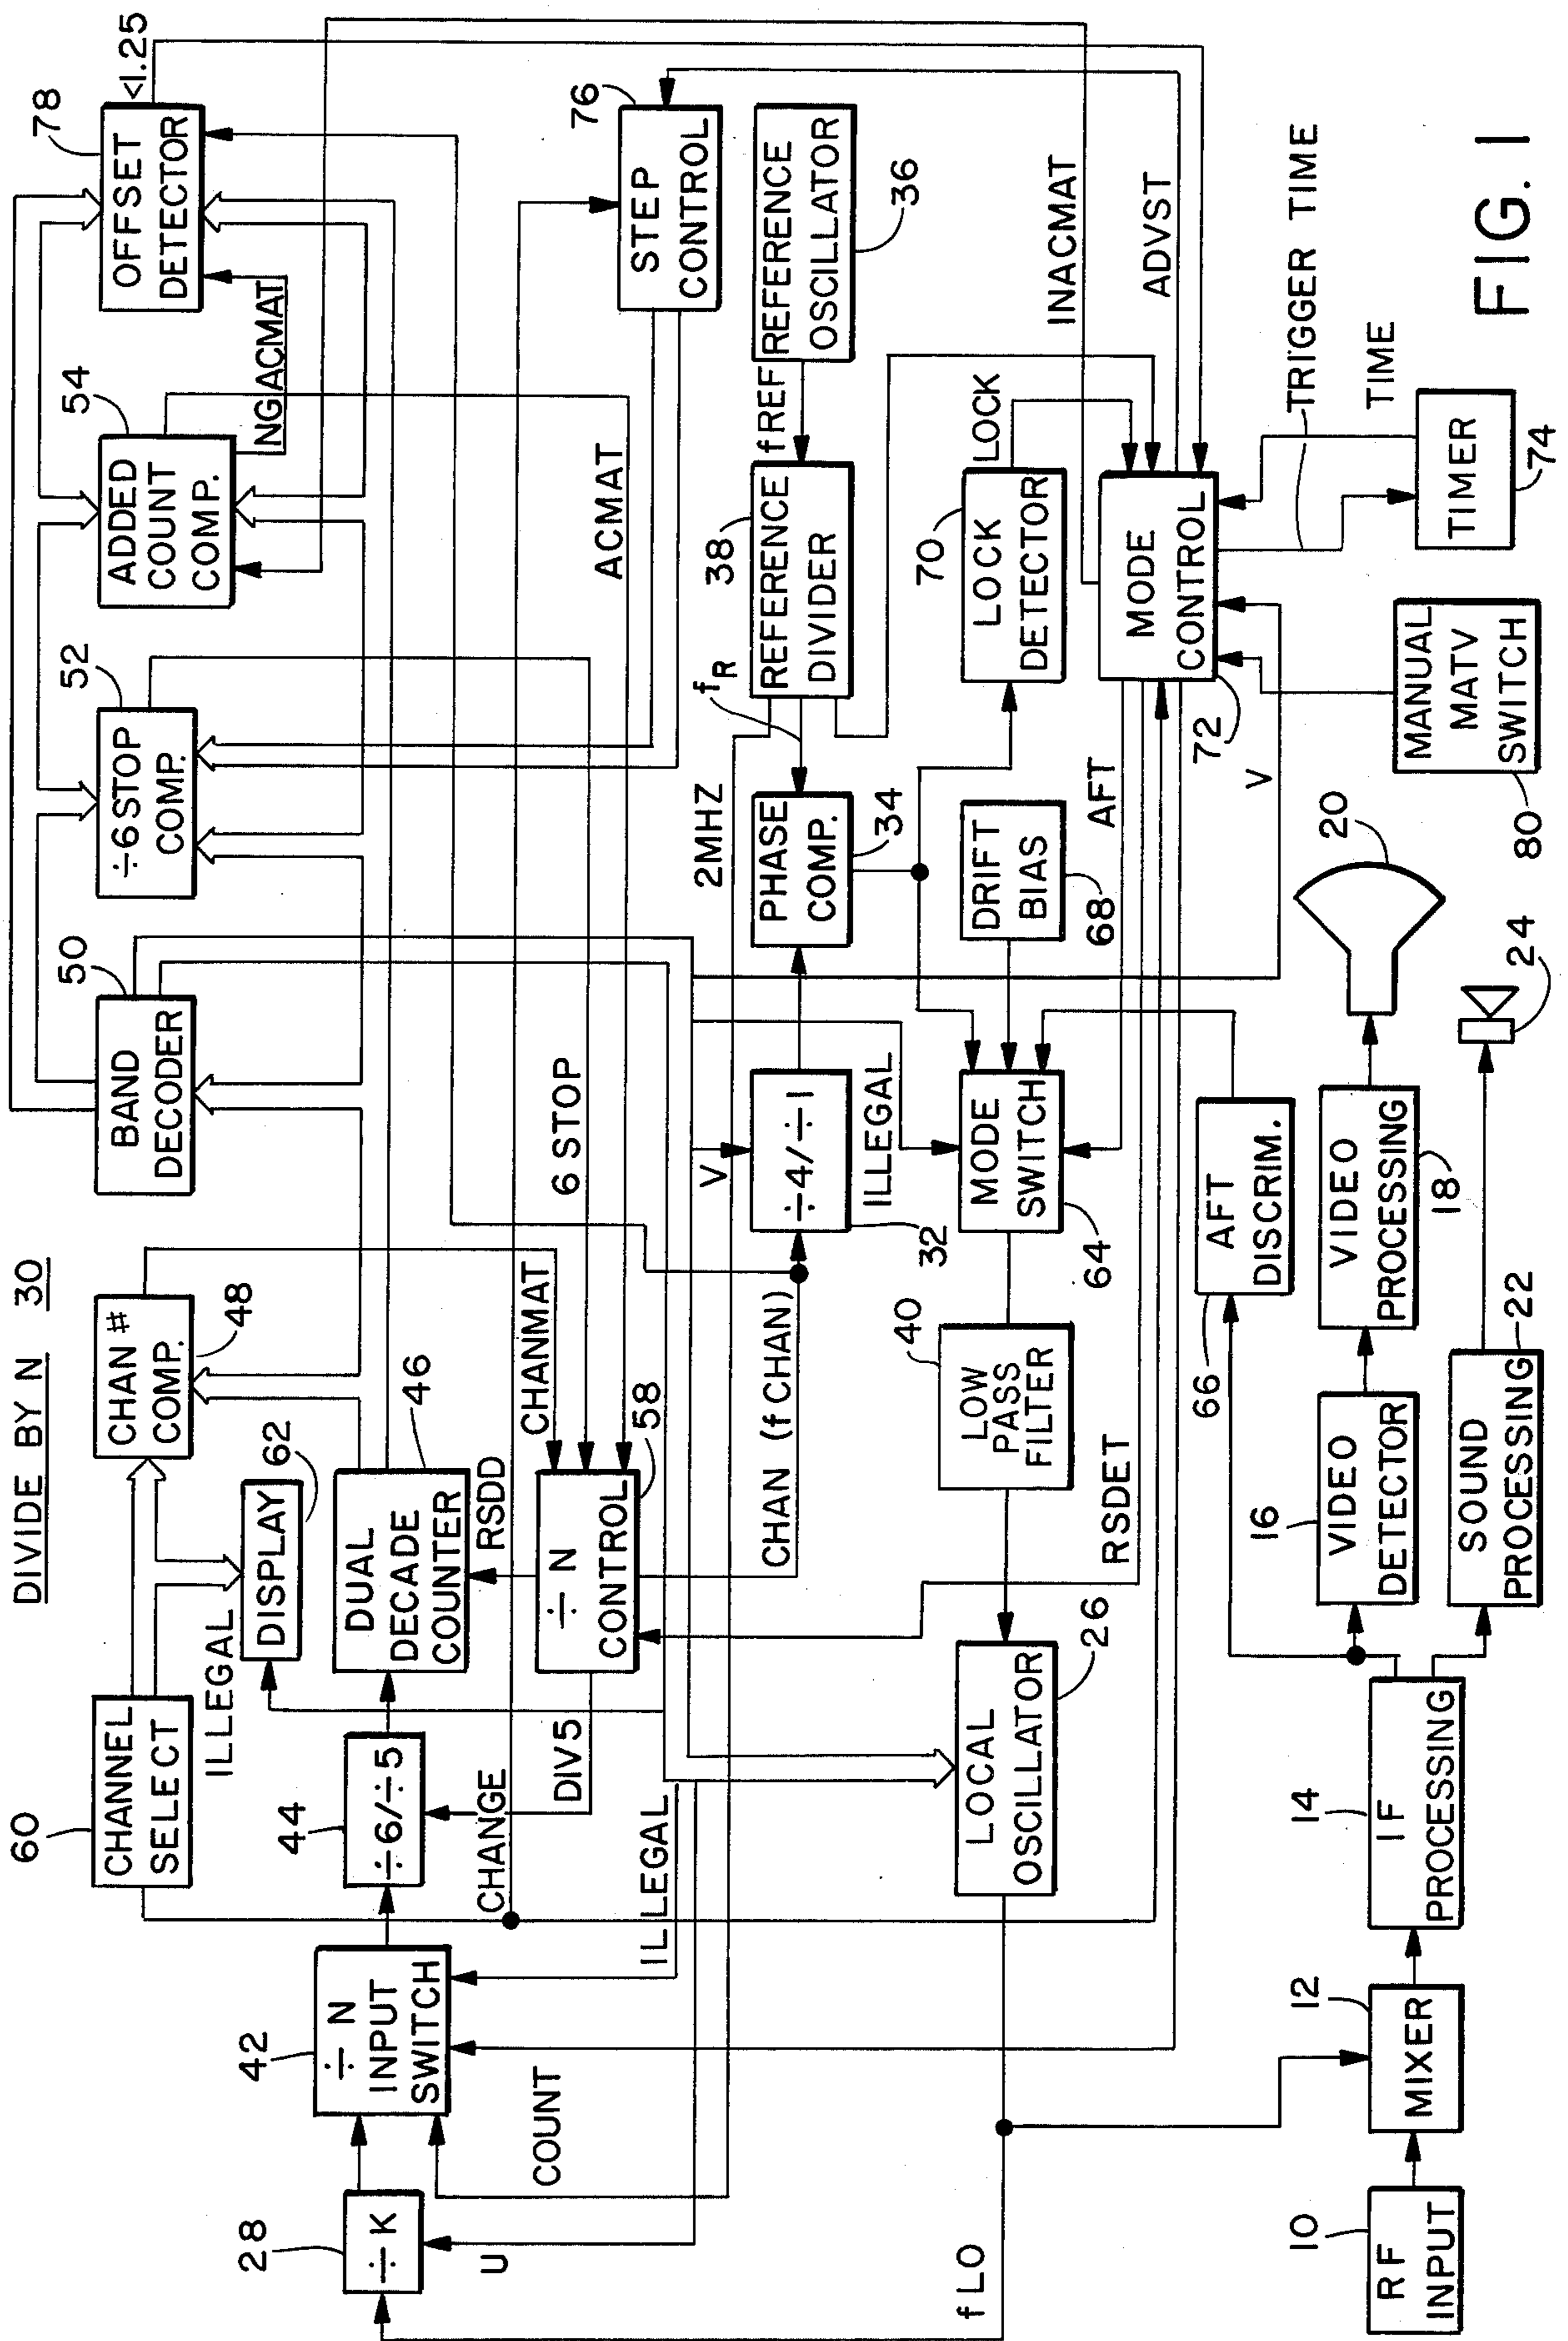 DIVIDE BY N 30
60
CHANNEL
SELECT
ILLEGAL
CHAN #
COMP.
48
DISPLAY
62
50
BAND
DECODER
52
÷6 STOP
COMP.
54
ADDED
COUNT
COMP.
NGACMAT
78
OFFSET
DETECTOR
<1.25
42
÷ N
INPUT
SWITCH
28
÷ K
U
COUNT
44
÷6/÷5
DUAL
DECADE
COUNTER
46
RSDD
CHANGE
DIV5
÷ N
CONTROL
58
CHANMAT
6 STOP
ACMAT
76
STEP
CONTROL
ILLEGAL
CHAN (f CHAN)
V
÷4/÷1
32
ILLEGAL
2MHZ
PHASE
COMP.
34
fR
38
REFERENCE
DIVIDER
f REF
REFERENCE
OSCILLATOR
36
f LO
LOCAL
OSCILLATOR
26
40
LOW
PASS
FILTER
MODE
SWITCH
64
DRIFT
BIAS
68
70
LOCK
DETECTOR
LOCK
INACMAT
RSDET
AFT
MODE
CONTROL
72
ADVST
V
TRIGGER TIME
TIME
TIMER
74
MANUAL
MATV
SWITCH
80
AFT
DISCRIM.
66
10
RF
INPUT
12
MIXER
14
IF
PROCESSING
16
VIDEO
DETECTOR
VIDEO
PROCESSING
18
20
SOUND
PROCESSING
22
24
FIG. 1